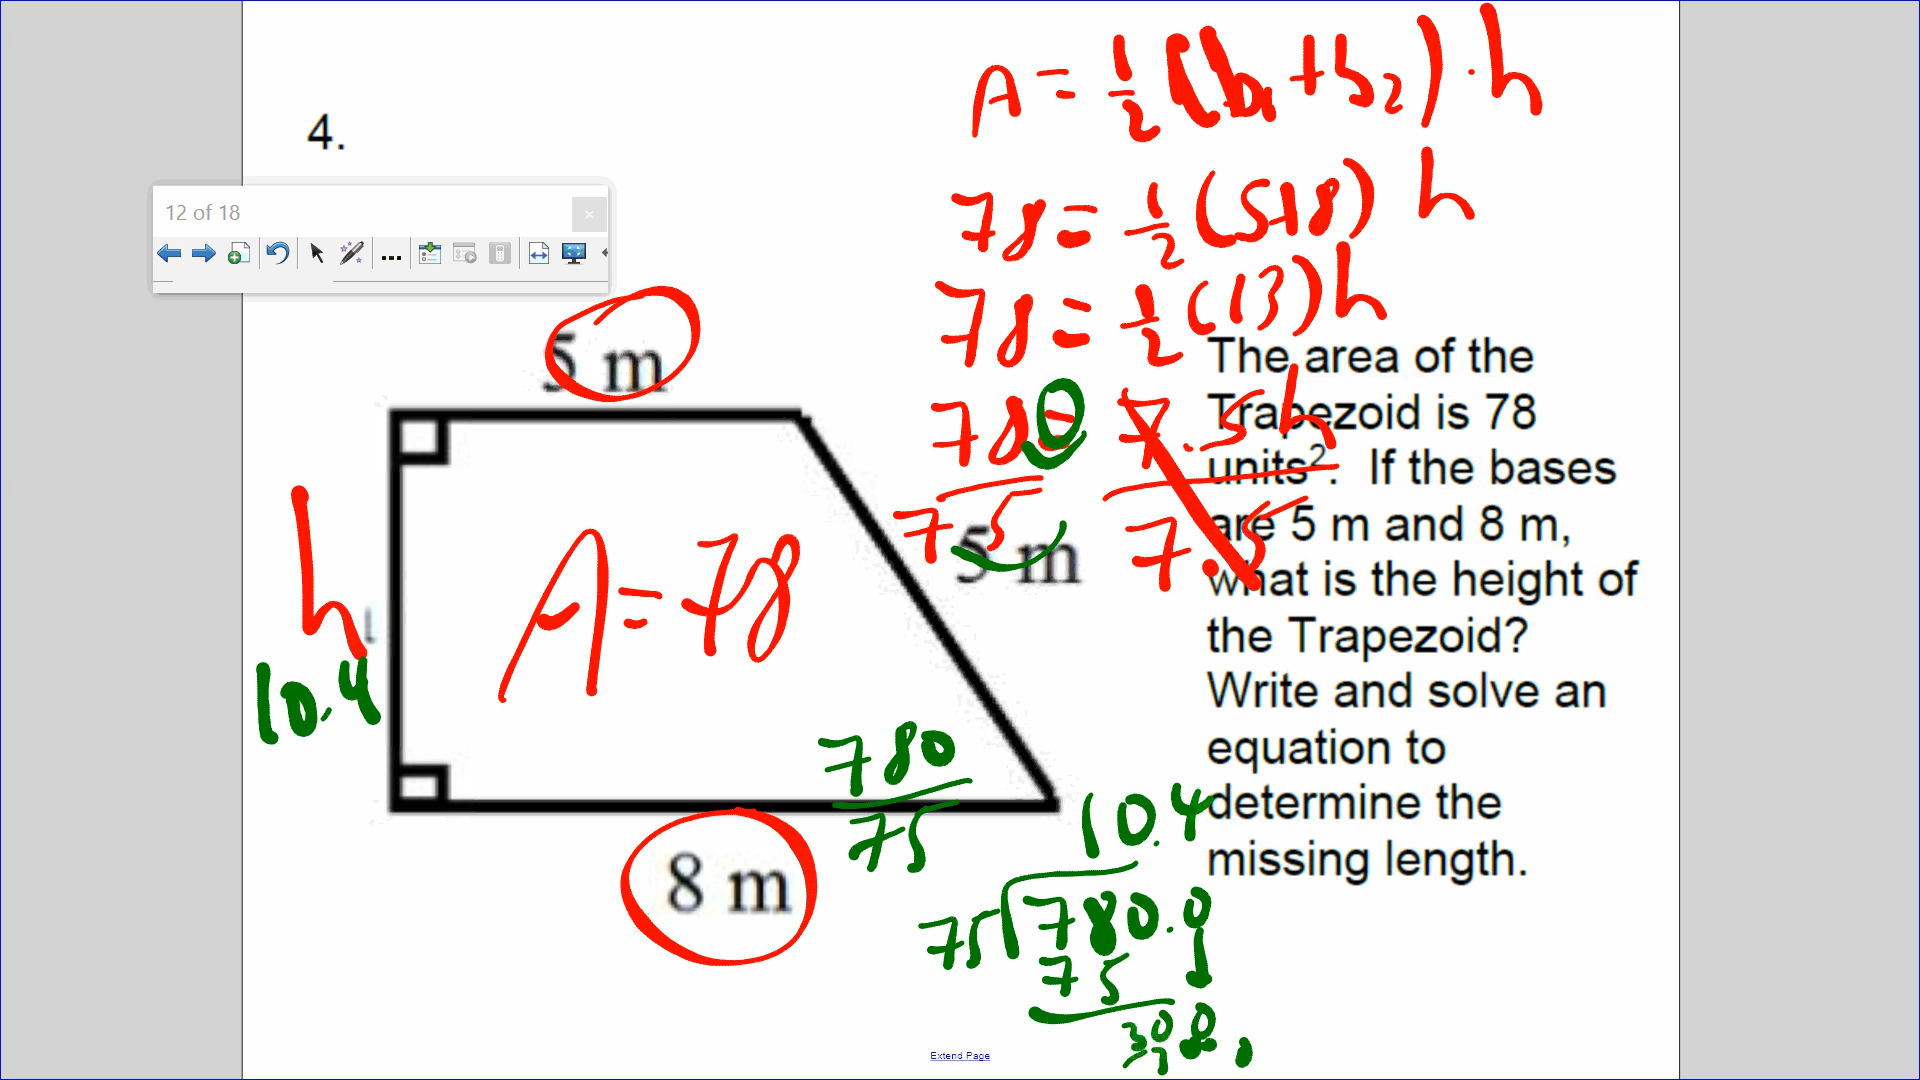 4.
12 of 18
A = 1/2 (b1 + b2) · h
78 = 1/2 (5+8) h
78 = 1/2 (13) h
780 7.5h
75 7.5
5 m
h
10.4
A = 78
5 m
8 m
The area of the
Trapezoid is 78
units². If the bases
are 5 m and 8 m,
what is the height of
the Trapezoid?
Write and solve an
equation to
determine the
missing length.
780
75
10.4
75 780.0
75
300
Extend Page